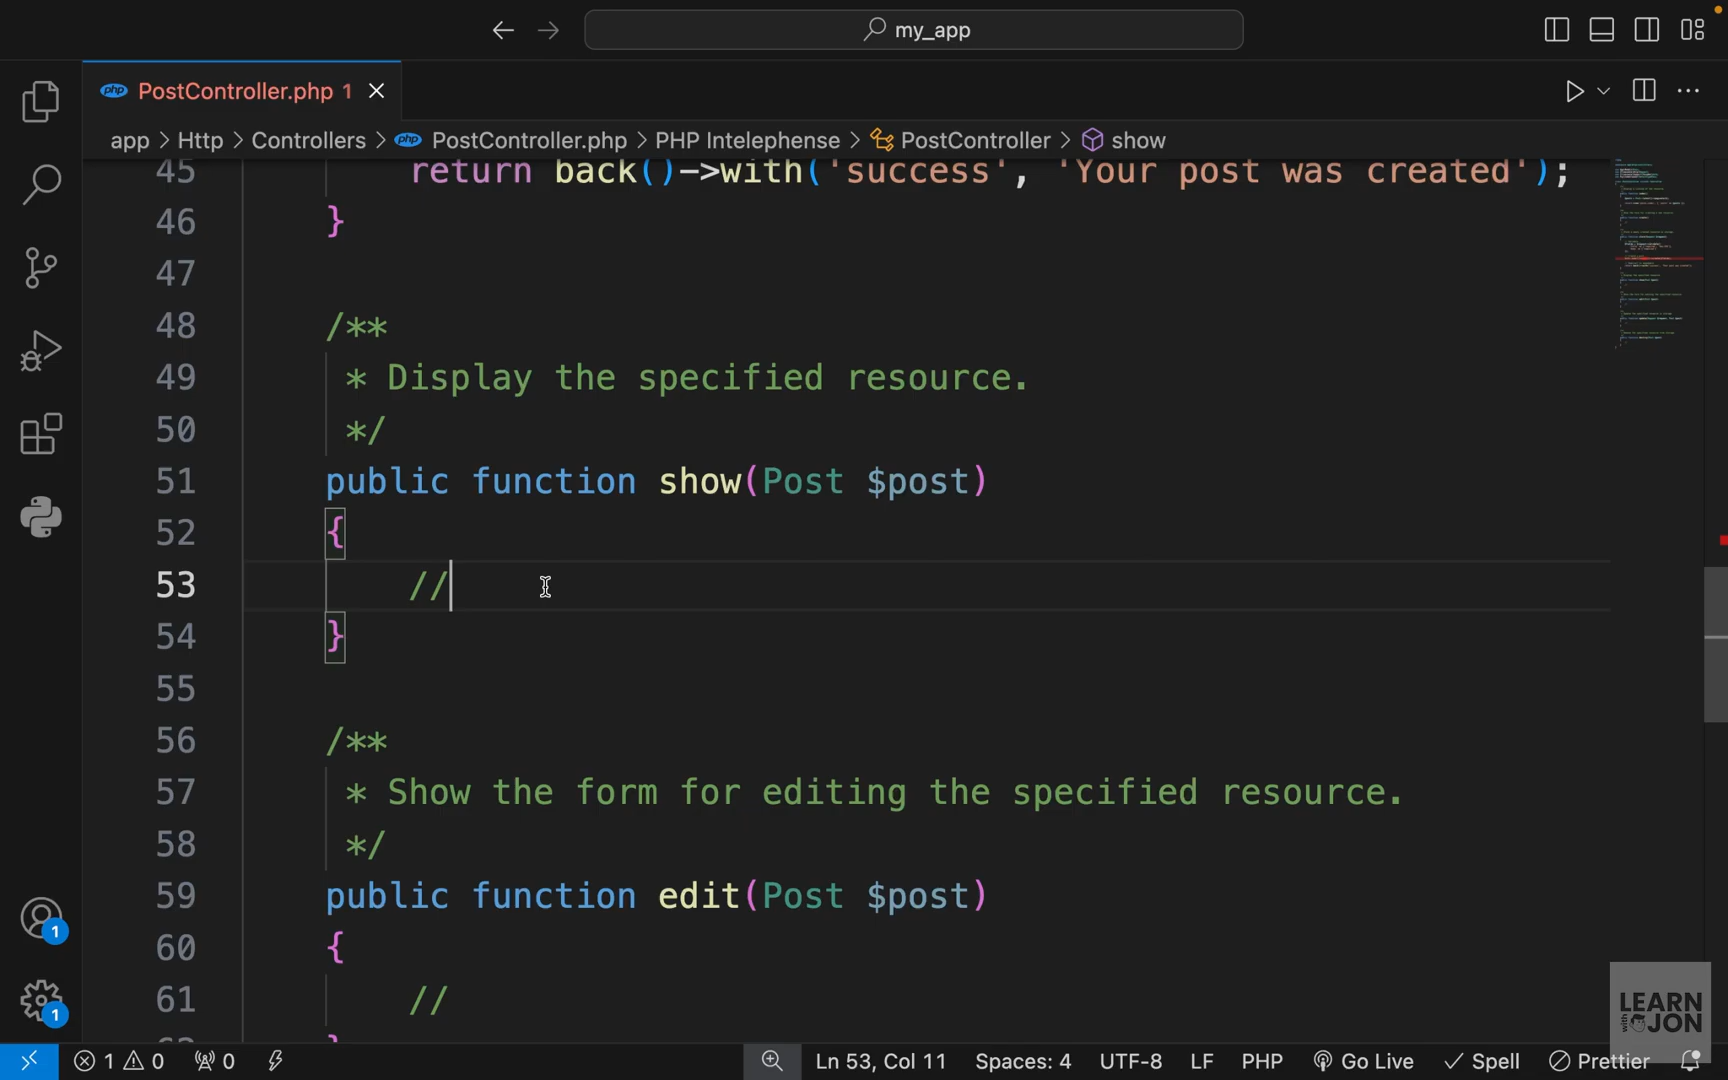 my_app
PostController.php 1
app > Http > Controllers > PostController.php > PHP Intelephense > PostController > show
45 return back()->with('success', 'Your post was created');
46 }
47
48 /**
49 * Display the specified resource.
50 */
51 public function show(Post $post)
52 {
53 //
54 }
55
56 /**
57 * Show the form for editing the specified resource.
58 */
59 public function edit(Post $post)
60 {
61 //
1
1
LEARN
with JON
1 0 0 Ln 53, Col 11 Spaces: 4 UTF-8 LF PHP Go Live Spell Prettier